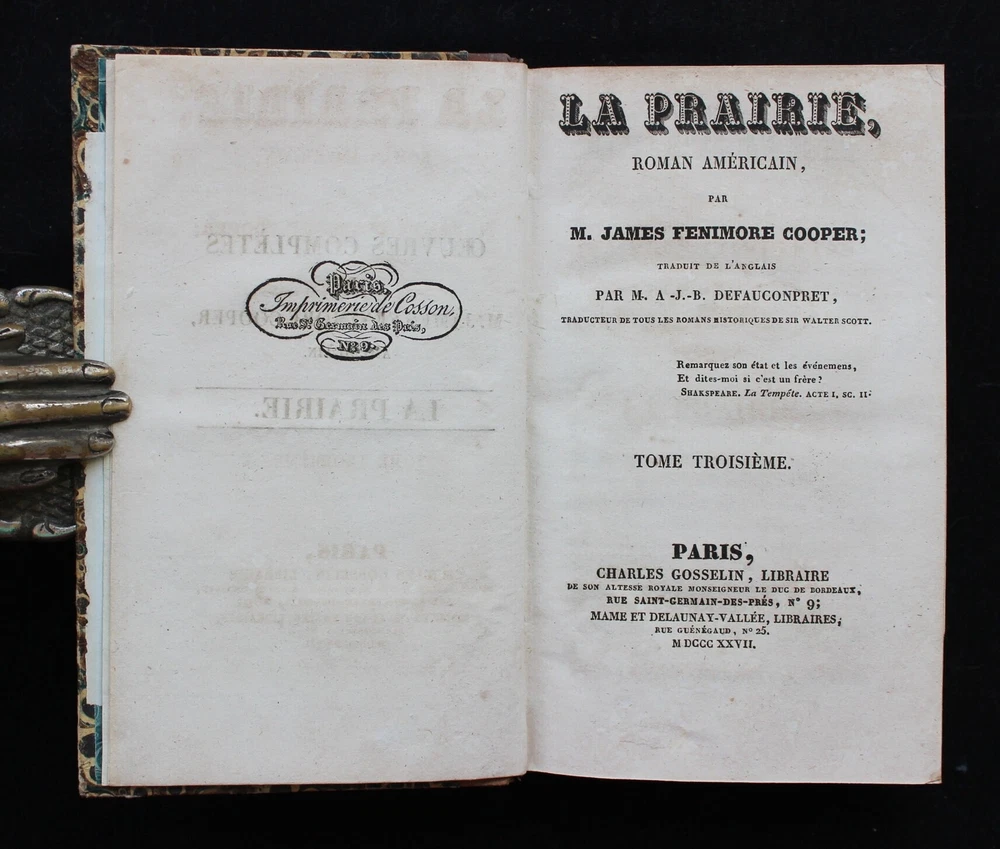 Paris,
Imprimerie de Cosson,
Rue St Germain des Prés,
No. 9.
LA PRAIRIE,
ROMAN AMÉRICAIN,
PAR
M. JAMES FENIMORE COOPER;
TRADUIT DE L'ANGLAIS
PAR M. A -J.-B. DEFAUCONPRET,
TRADUCTEUR DE TOUS LES ROMANS HISTORIQUES DE SIR WALTER SCOTT.
Remarquez son état et les événemens,
Et dites-moi si c'est un frère?
SHAKSPEARE. La Tempête. ACTE I, SC. II.
TOME TROISIÈME.
PARIS,
CHARLES GOSSELIN, LIBRAIRE
DE SON ALTESSE ROYALE MONSEIGNEUR LE DUC DE BORDEAUX,
RUE SAINT-GERMAIN-DES-PRÉS, N° 9;
MAME ET DELAUNAY-VALLÉE, LIBRAIRES,
RUE GUÉNÉGAUD, N° 25.
M DCCC XXVII.